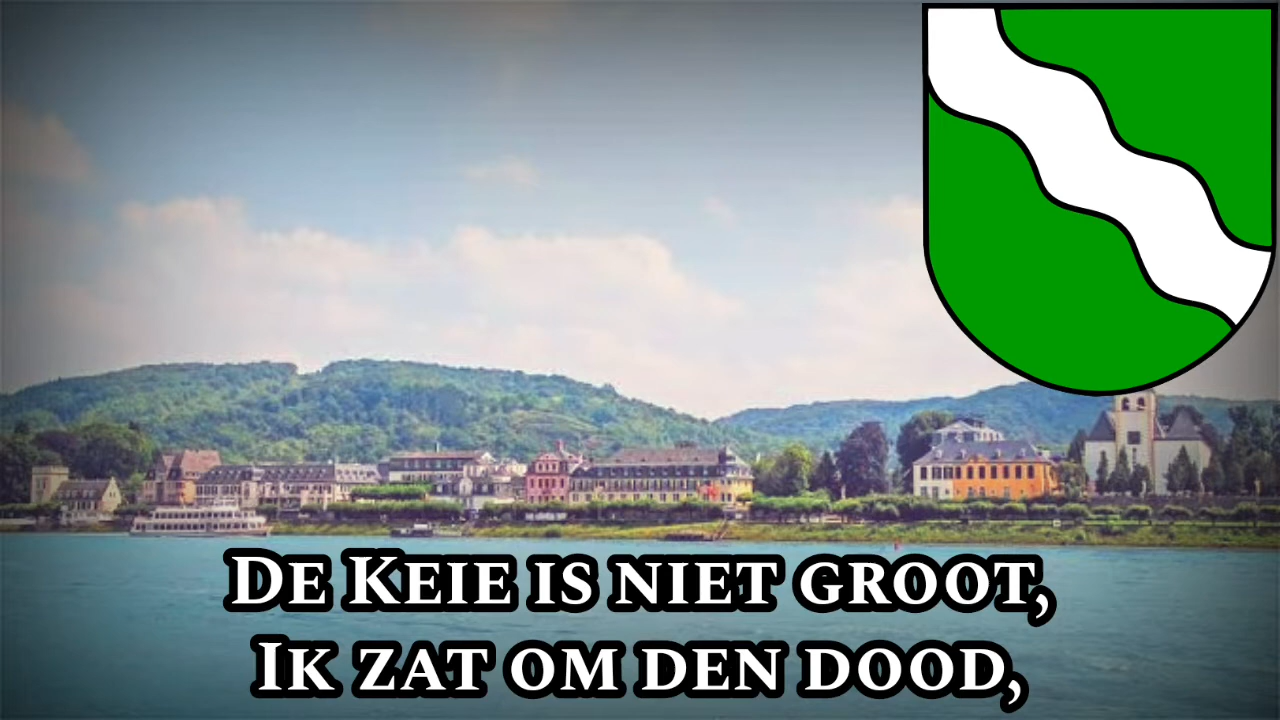 De Keie is niet groot,
Ik zat om den dood,